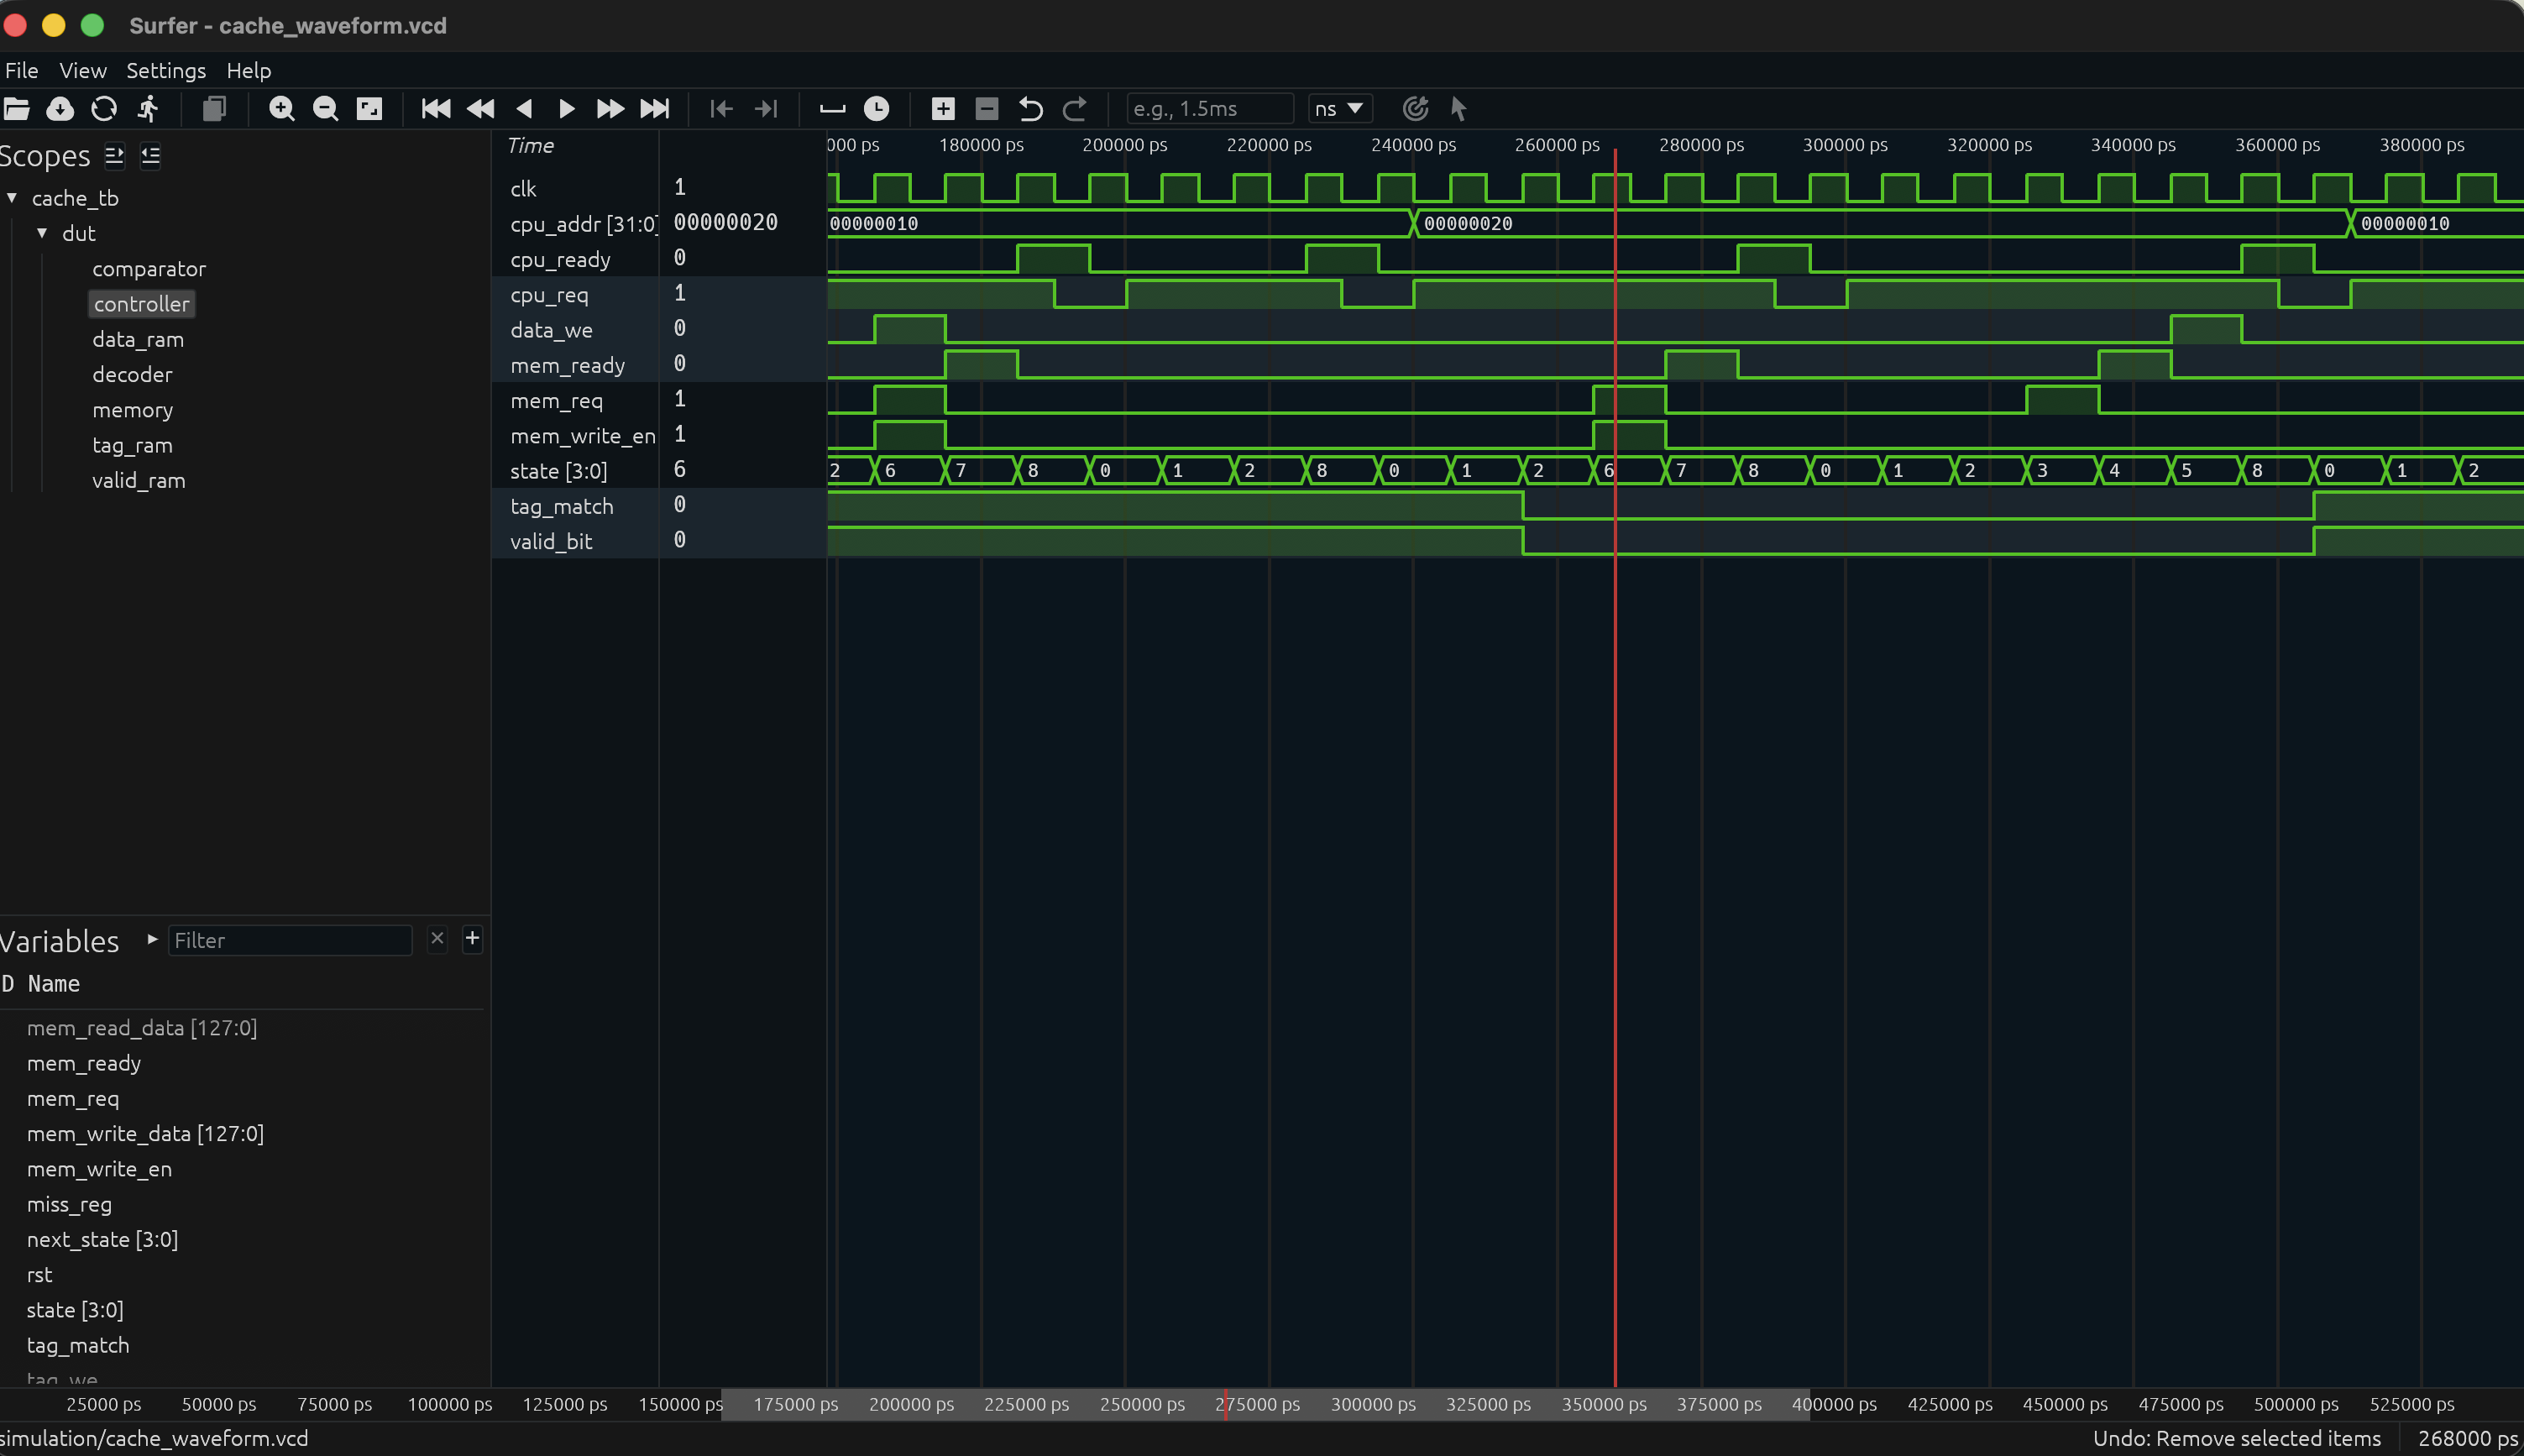 Surfer - cache_waveform.vcd
File View Settings Help
e.g., 1.5ms ns
Scopes
cache_tb
dut
comparator
controller
data_ram
decoder
memory
tag_ram
valid_ram
Variables Filter
D Name
mem_read_data [127:0]
mem_ready
mem_req
mem_write_data [127:0]
mem_write_en
miss_reg
next_state [3:0]
rst
state [3:0]
tag_match
tag_we
Time 000 ps 180000 ps 200000 ps 220000 ps 240000 ps 260000 ps 280000 ps 300000 ps 320000 ps 340000 ps 360000 ps 380000 ps
clk 1
cpu_addr [31:0] 00000020 00000010 00000020 00000010
cpu_ready 0
cpu_req 1
data_we 0
mem_ready 0
mem_req 1
mem_write_en 1
state [3:0] 6 2 6 7 8 0 1 2 8 0 1 2 6 7 8 0 1 2 3 4 5 8 0 1 2
tag_match 0
valid_bit 0
25000 ps 50000 ps 75000 ps 100000 ps 125000 ps 150000 ps 175000 ps 200000 ps 225000 ps 250000 ps 275000 ps 300000 ps 325000 ps 350000 ps 375000 ps 400000 ps 425000 ps 450000 ps 475000 ps 500000 ps 525000 ps
simulation/cache_waveform.vcd Undo: Remove selected items 268000 ps